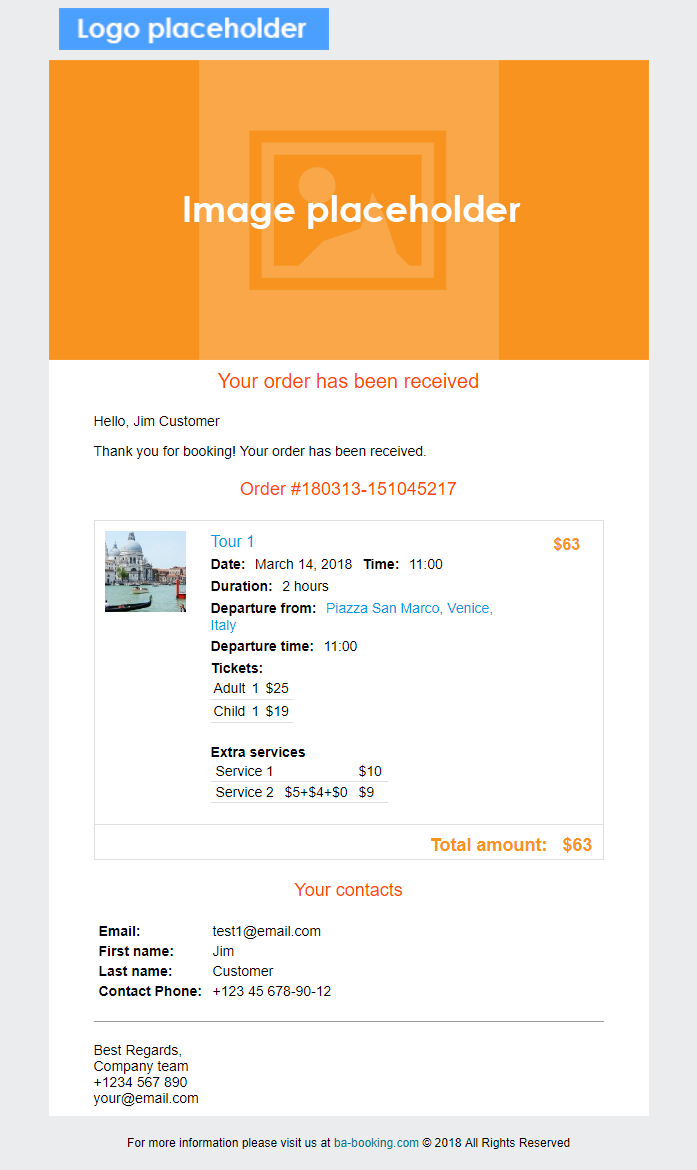 Logo placeholder
Image placeholder
Your order has been received
Hello, Jim Customer
Thank you for booking! Your order has been received.
Order #180313-151045217
Tour 1 $63
Date: March 14, 2018 Time: 11:00
Duration: 2 hours
Departure from: Piazza San Marco, Venice,
Italy
Departure time: 11:00
Tickets:
Adult 1 $25
Child 1 $19
Extra services
Service 1 $10
Service 2 $5+$4+$0 $9
Total amount: $63
Your contacts
Email: test1@email.com
First name: Jim
Last name: Customer
Contact Phone: +123 45 678-90-12
Best Regards,
Company team
+1234 567 890
your@email.com
For more information please visit us at ba-booking.com © 2018 All Rights Reserved